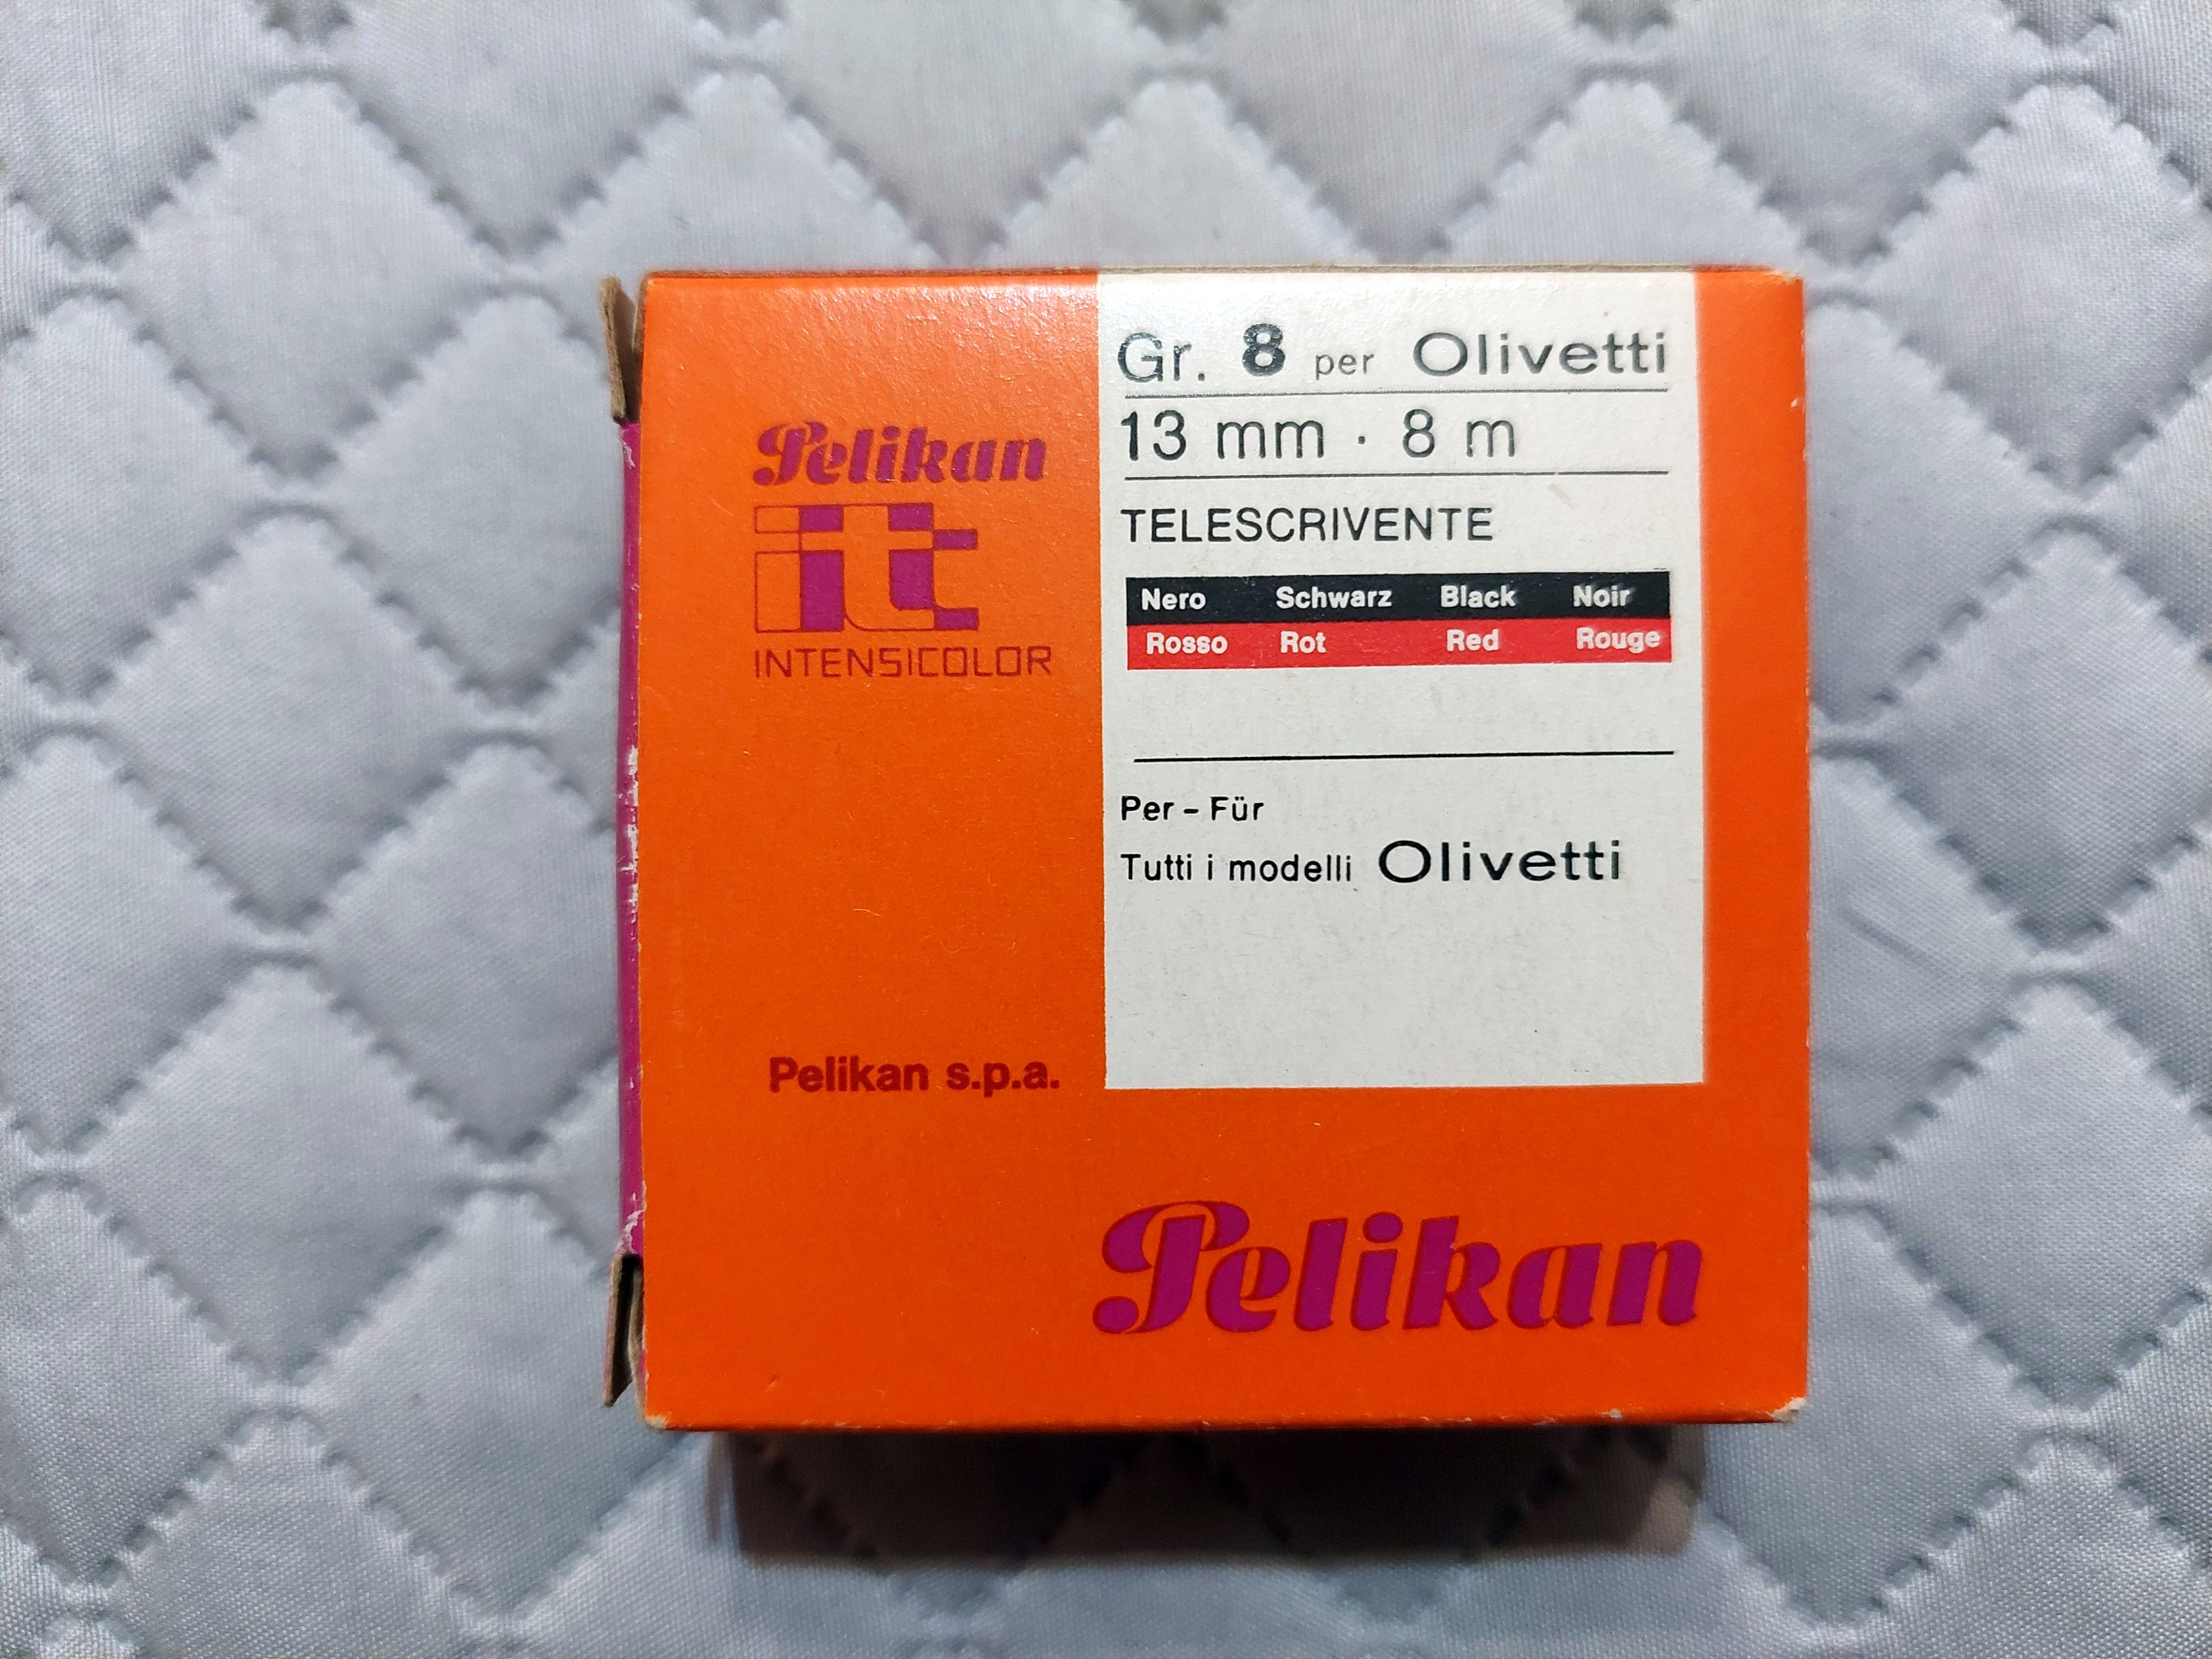 Pelikan
it
INTENSICOLOR
Pelikan s.p.a.
Gr. 8 per Olivetti
13 mm · 8 m
TELESCRIVENTE
Nero Schwarz Black Noir
Rosso Rot Red Rouge
Per - Für
Tutti i modelli Olivetti
Pelikan